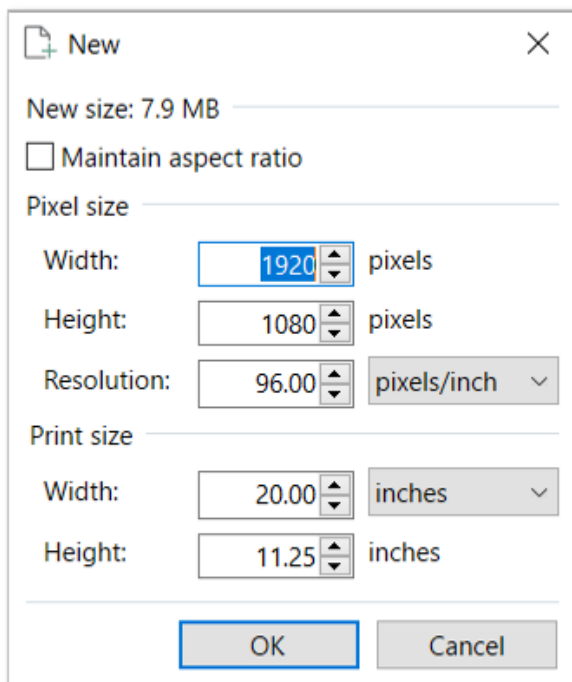 New
New size: 7.9 MB
Maintain aspect ratio
Pixel size
Width: 1920 pixels
Height: 1080 pixels
Resolution: 96.00 pixels/inch
Print size
Width: 20.00 inches
Height: 11.25 inches
OK Cancel